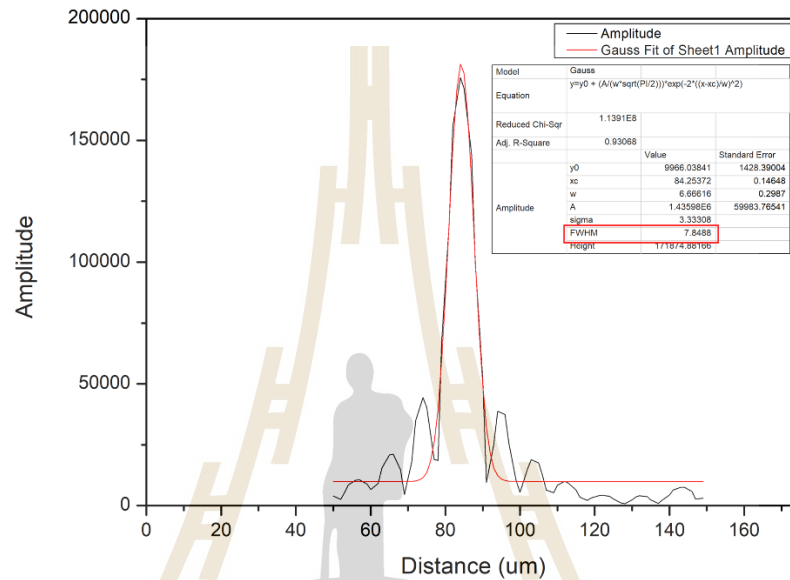 200000
150000
100000
50000
0
Amplitude
0 20 40 60 80 100 120 140 160
Distance (um)
Amplitude
Gauss Fit of Sheet1 Amplitude
Model Gauss
Equation y=y0 + (A/(w*sqrt(PI/2)))*exp(-2*((x-xc)/w)^2)
Reduced Chi-Sqr 1.1391E8
Adj. R-Square 0.93068
Value Standard Error
Amplitude
y0 9966.03841 1428.39004
xc 84.25372 0.14648
w 6.66616 0.2987
A 1.43598E6 59983.76541
sigma 3.33308
FWHM 7.8488
Height 171874.88166